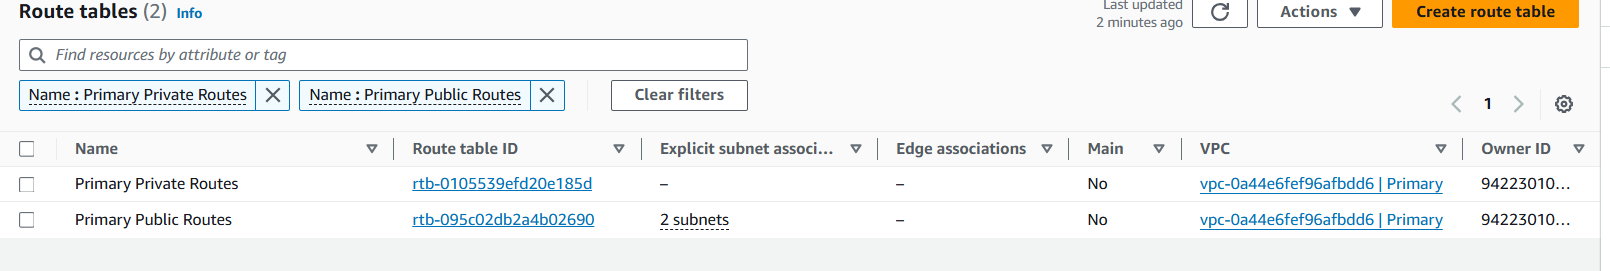 Route tables (2) Info
Last updated
2 minutes ago
Actions
Create route table
Find resources by attribute or tag
Name : Primary Private Routes
Name : Primary Public Routes
Clear filters
1
Name Route table ID Explicit subnet associ... Edge associations Main VPC Owner ID
Primary Private Routes rtb-0105539efd20e185d – – No vpc-0a44e6fef96afbdd6 | Primary 94223010...
Primary Public Routes rtb-095c02db2a4b02690 2 subnets – No vpc-0a44e6fef96afbdd6 | Primary 94223010...